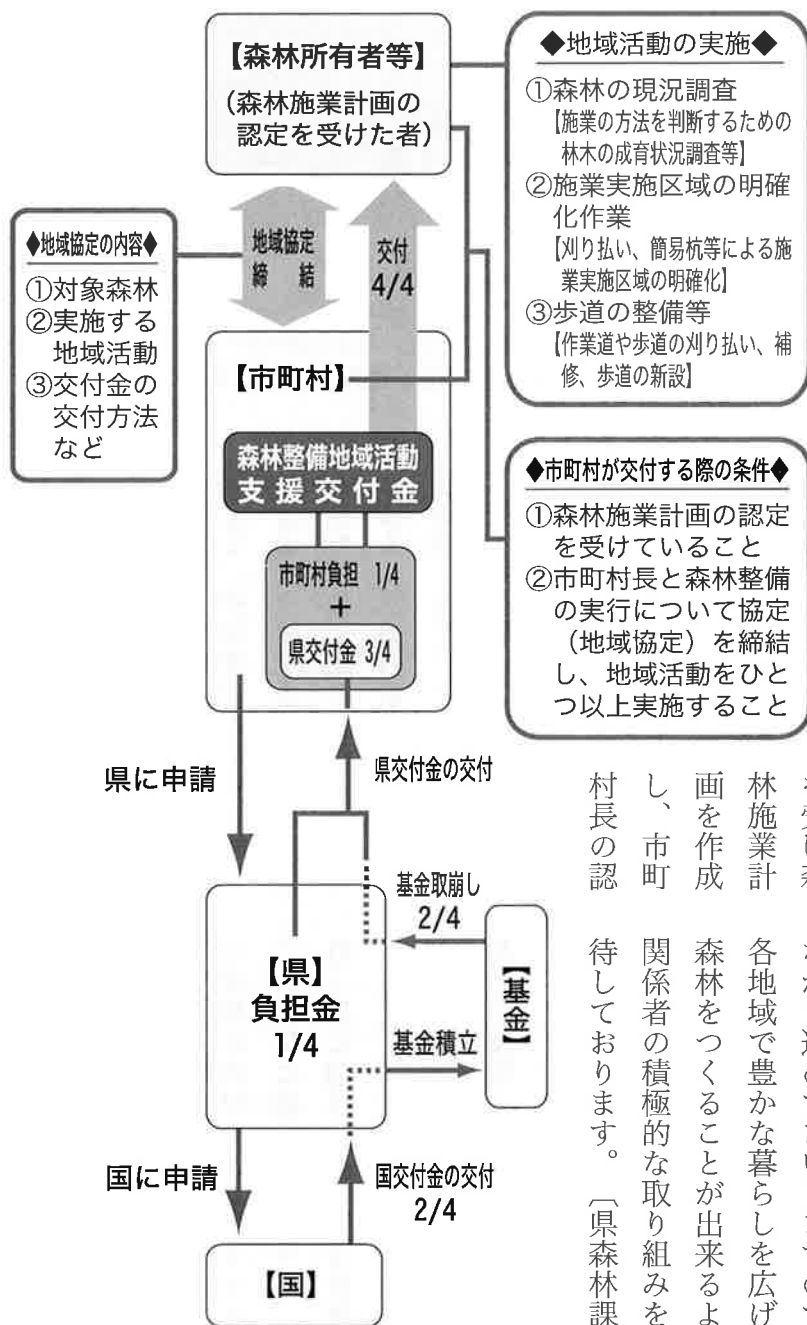 【森林所有者等】
(森林施業計画の
認定を受けた者)
◆地域活動の実施◆
①森林の現況調査
【施業の方法を判断するための
林木の成育状況調査等】
②施業実施区域の明確
化作業
【刈り払い、簡易杭等による施
業実施区域の明確化】
③歩道の整備等
【作業道や歩道の刈り払い、補
修、歩道の新設】
◆地域協定の内容◆
①対象森林
②実施する
地域活動
③交付金の
交付方法
など
地域協定
締結
交付
4/4
【市町村】
森林整備地域活動
支援交付金
市町村負担 1/4
+
県交付金 3/4
◆市町村が交付する際の条件◆
①森林施業計画の認定
を受けていること
②市町村長と森林整備
の実行について協定
(地域協定)を締結
し、地域活動をひと
つ以上実施すること
県に申請
県交付金の交付
基金取崩し
2/4
【県】
負担金
1/4
【基金】
基金積立
国に申請
国交付金の交付
2/4
【国】
林施業計
画を作成
し、市町
村長の認
各地域で豊かな暮らしを広げ
森林をつくることが出来るよ
関係者の積極的な取り組みを
待しております。〔県森林課